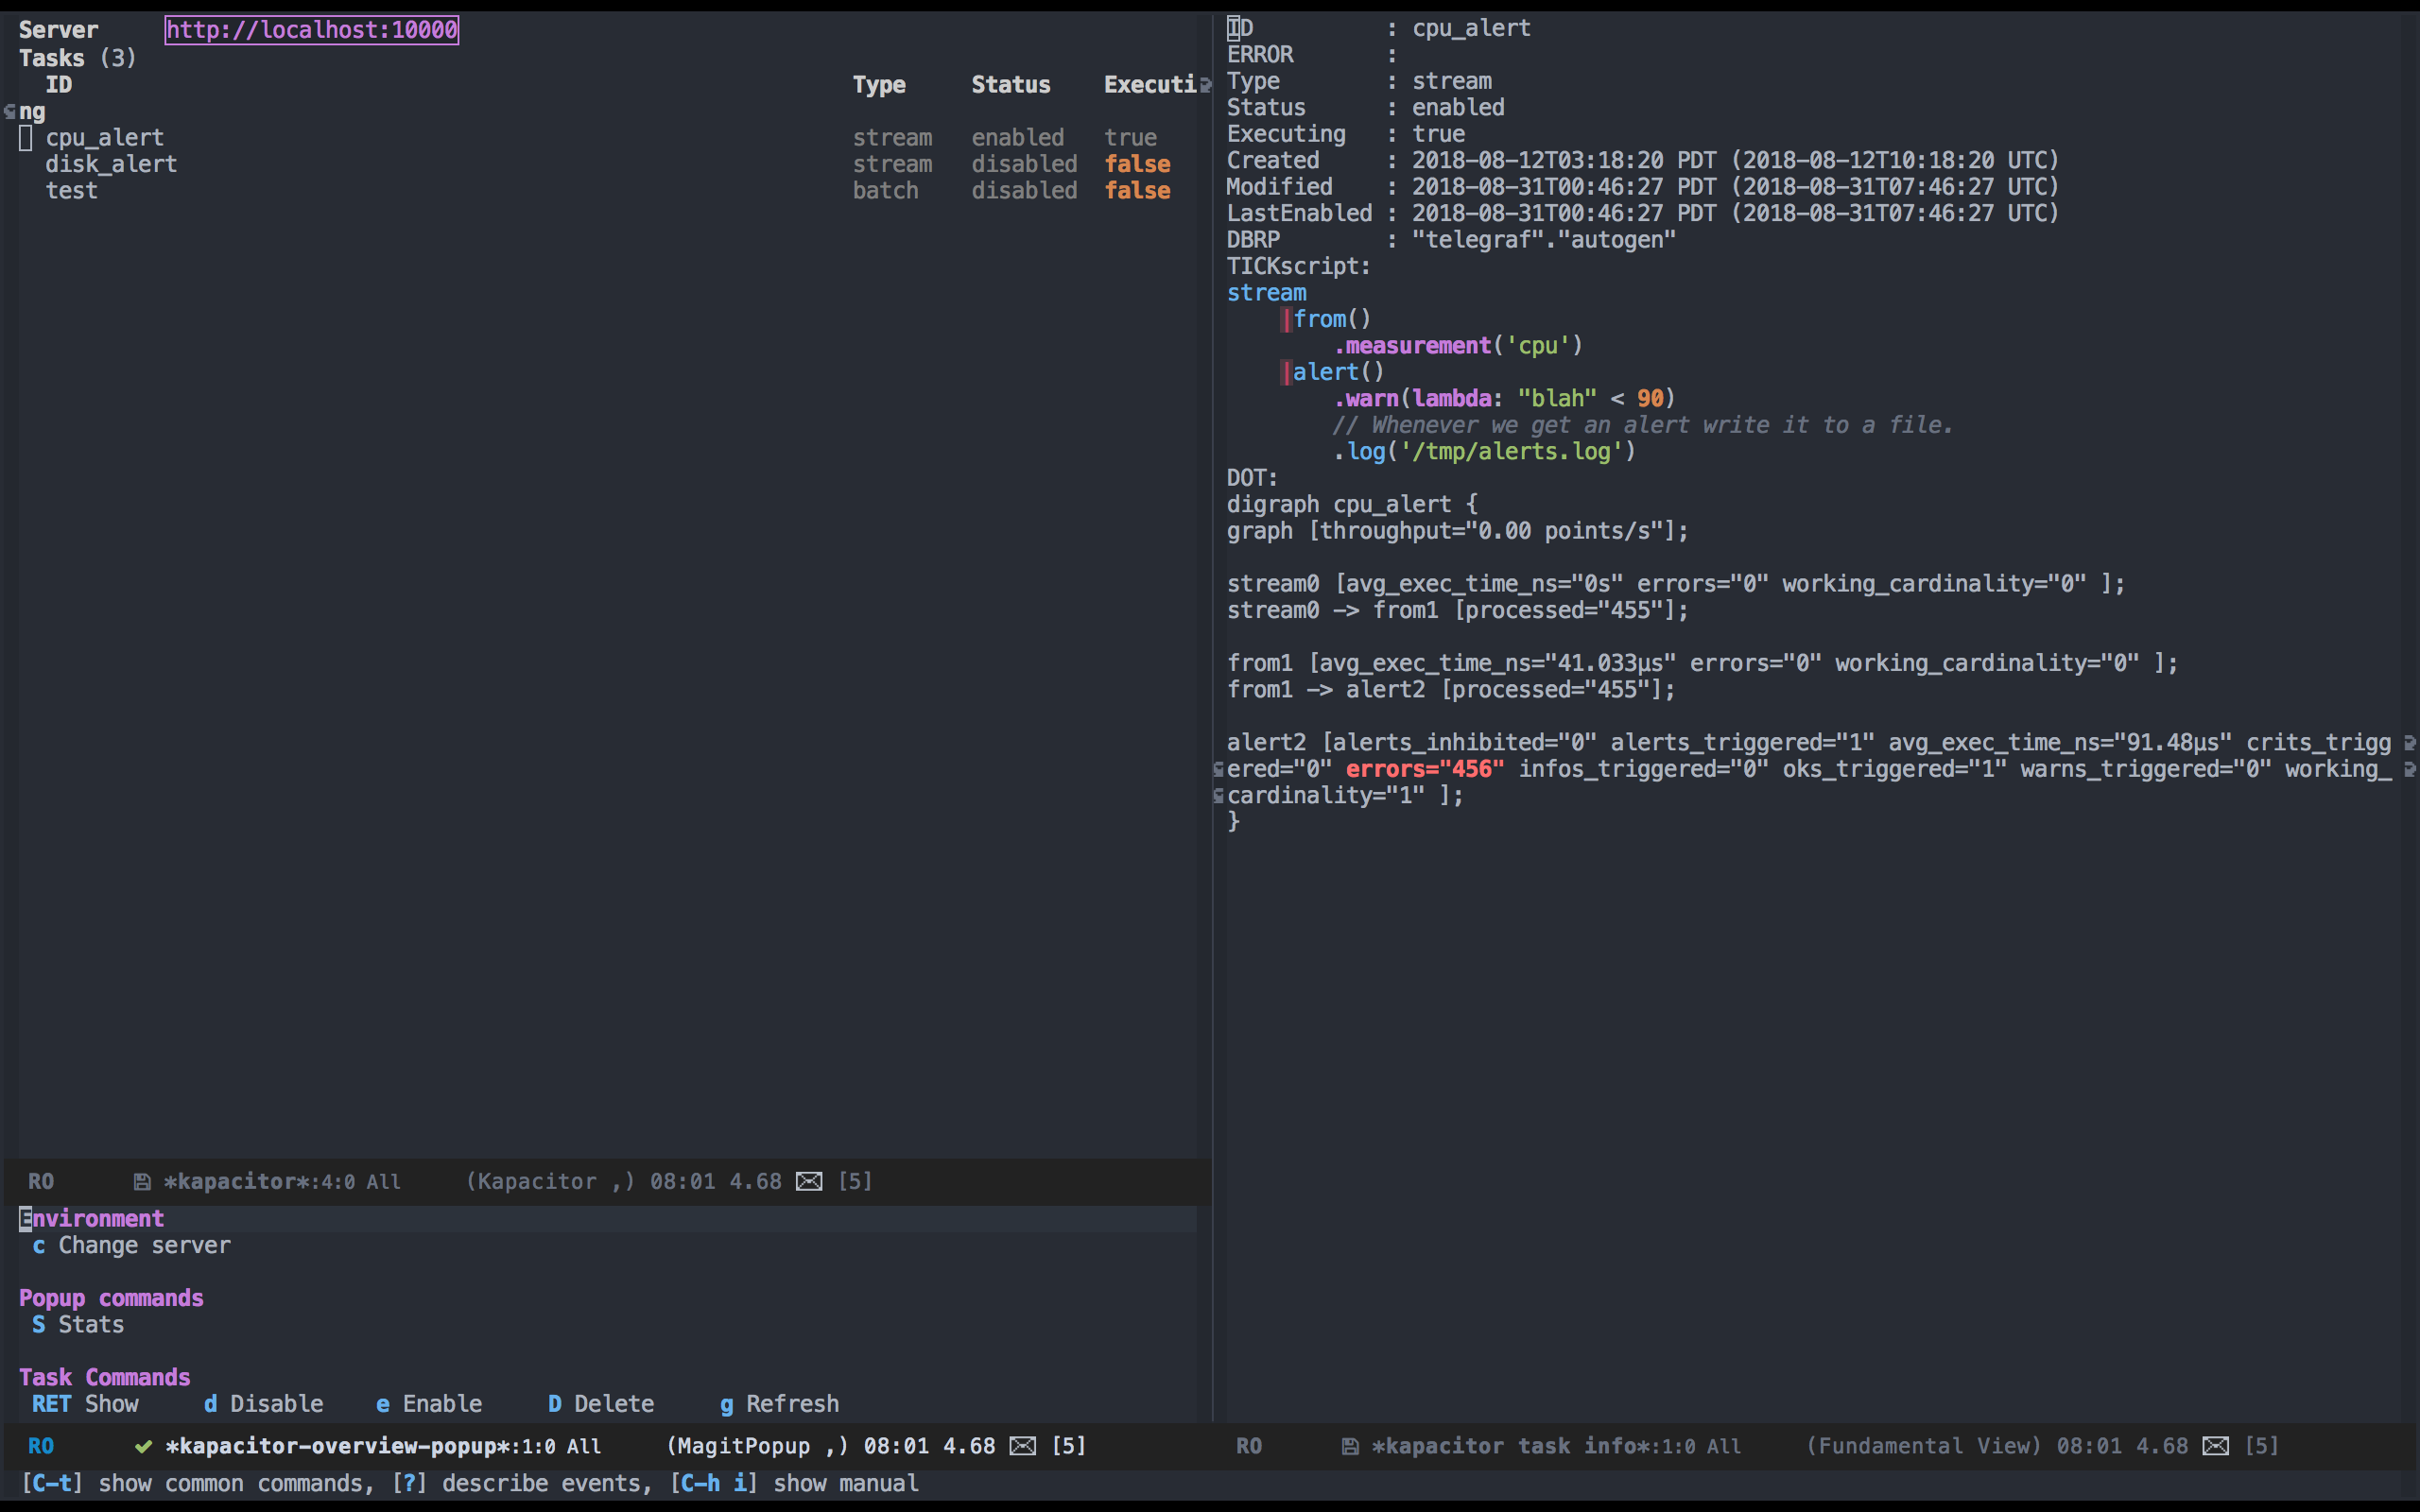 Server     http://localhost:10000
Tasks (3)
  ID     Type     Status     Executi
ng
  cpu_alert     stream   enabled   true
  disk_alert     stream   disabled  false
  test     batch    disabled  false
RO     *kapacitor*:4:0 All     (Kapacitor ,) 08:01 4.68 [5]
Environment
 c Change server
Popup commands
 S Stats
Task Commands
 RET Show     d Disable    e Enable     D Delete     g Refresh
RO     ✔ *kapacitor-overview-popup*:1:0 All     (MagitPopup ,) 08:01 4.68 [5]
[C-t] show common commands, [?] describe events, [C-h i] show manual
ID          : cpu_alert
ERROR       :
Type        : stream
Status      : enabled
Executing   : true
Created     : 2018-08-12T03:18:20 PDT (2018-08-12T10:18:20 UTC)
Modified    : 2018-08-31T00:46:27 PDT (2018-08-31T07:46:27 UTC)
LastEnabled : 2018-08-31T00:46:27 PDT (2018-08-31T07:46:27 UTC)
DBRP        : "telegraf"."autogen"
TICKscript:
stream
    |from()
        .measurement('cpu')
    |alert()
        .warn(lambda: "blah" < 90)
        // Whenever we get an alert write it to a file.
        .log('/tmp/alerts.log')
DOT:
digraph cpu_alert {
graph [throughput="0.00 points/s"];
stream0 [avg_exec_time_ns="0s" errors="0" working_cardinality="0" ];
stream0 -> from1 [processed="455"];
from1 [avg_exec_time_ns="41.033µs" errors="0" working_cardinality="0" ];
from1 -> alert2 [processed="455"];
alert2 [alerts_inhibited="0" alerts_triggered="1" avg_exec_time_ns="91.48µs" crits_trigg
ered="0" errors="456" infos_triggered="0" oks_triggered="1" warns_triggered="0" working_
cardinality="1" ];
}
RO     *kapacitor task info*:1:0 All     (Fundamental View) 08:01 4.68 [5]